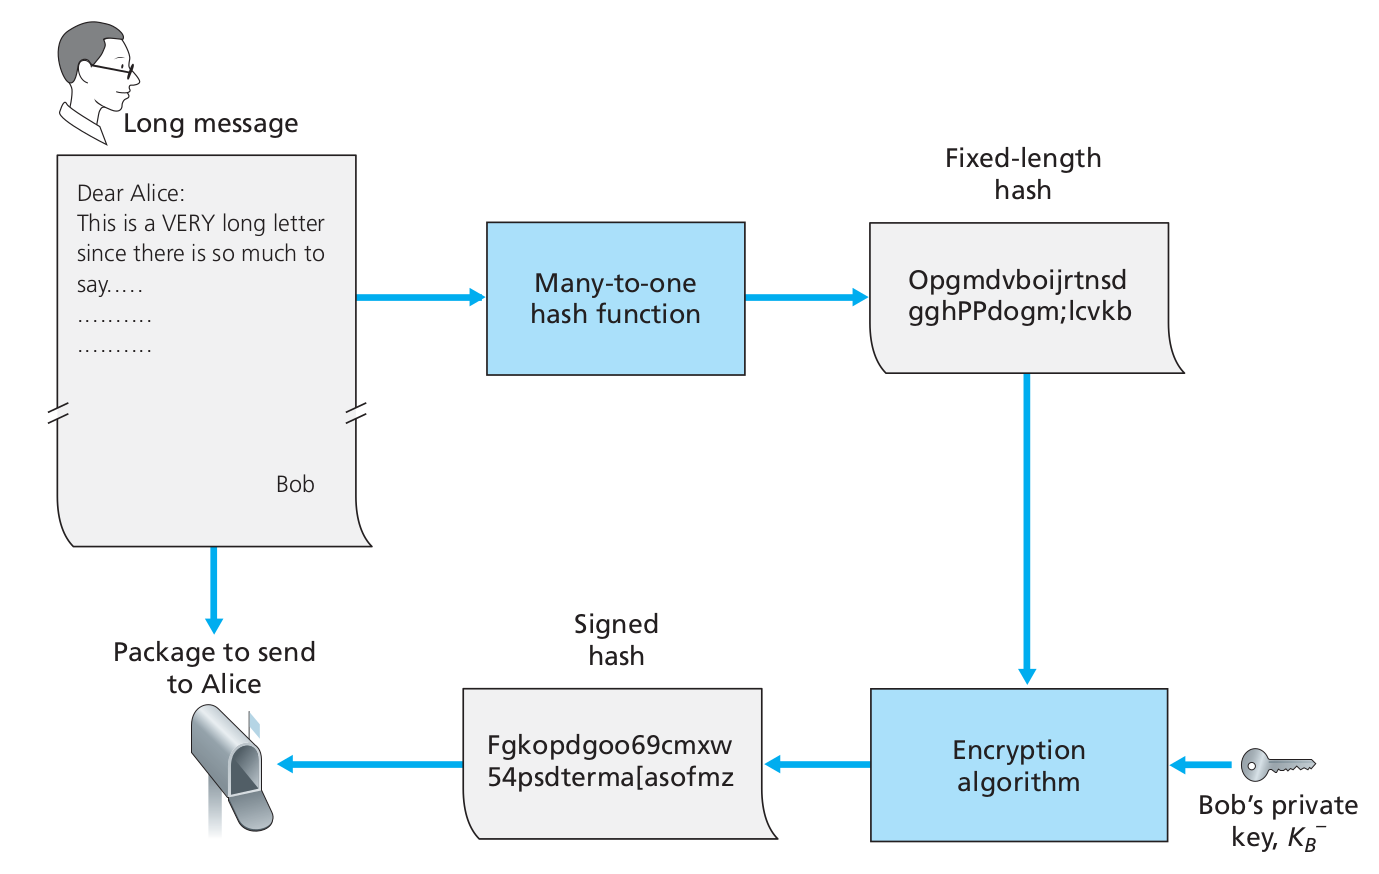 Long message
Dear Alice:
This is a VERY long letter
since there is so much to
say.....
..........
..........
Bob
Many-to-one
hash function
Fixed-length
hash
Opgmdvboijrtnsd
gghPPdogm;lcvkb
Package to send
to Alice
Signed
hash
Fgkopdgoo69cmxw
54psdterma[asofmz
Encryption
algorithm
Bob’s private
key, K_B^–